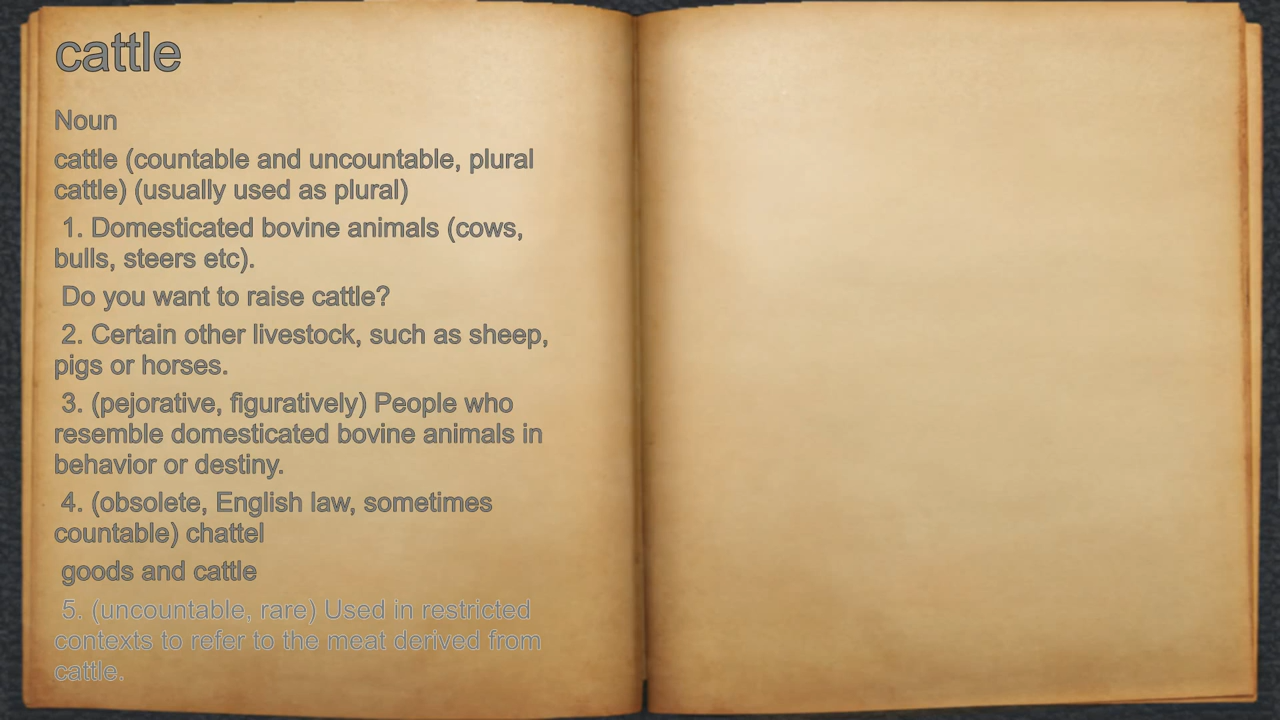 cattle
Noun
cattle (countable and uncountable, plural
cattle) (usually used as plural)
1. Domesticated bovine animals (cows,
bulls, steers etc).
Do you want to raise cattle?
2. Certain other livestock, such as sheep,
pigs or horses.
3. (pejorative, figuratively) People who
resemble domesticated bovine animals in
behavior or destiny.
4. (obsolete, English law, sometimes
countable) chattel
goods and cattle
5. (uncountable, rare) Used in restricted
contexts to refer to the meat derived from
cattle.